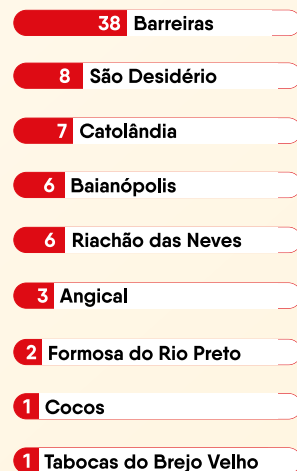 38 Barreiras
8 São Desidério
7 Catolândia
6 Baianópolis
6 Riachão das Neves
3 Angical
2 Formosa do Rio Preto
1 Cocos
1 Tabocas do Brejo Velho